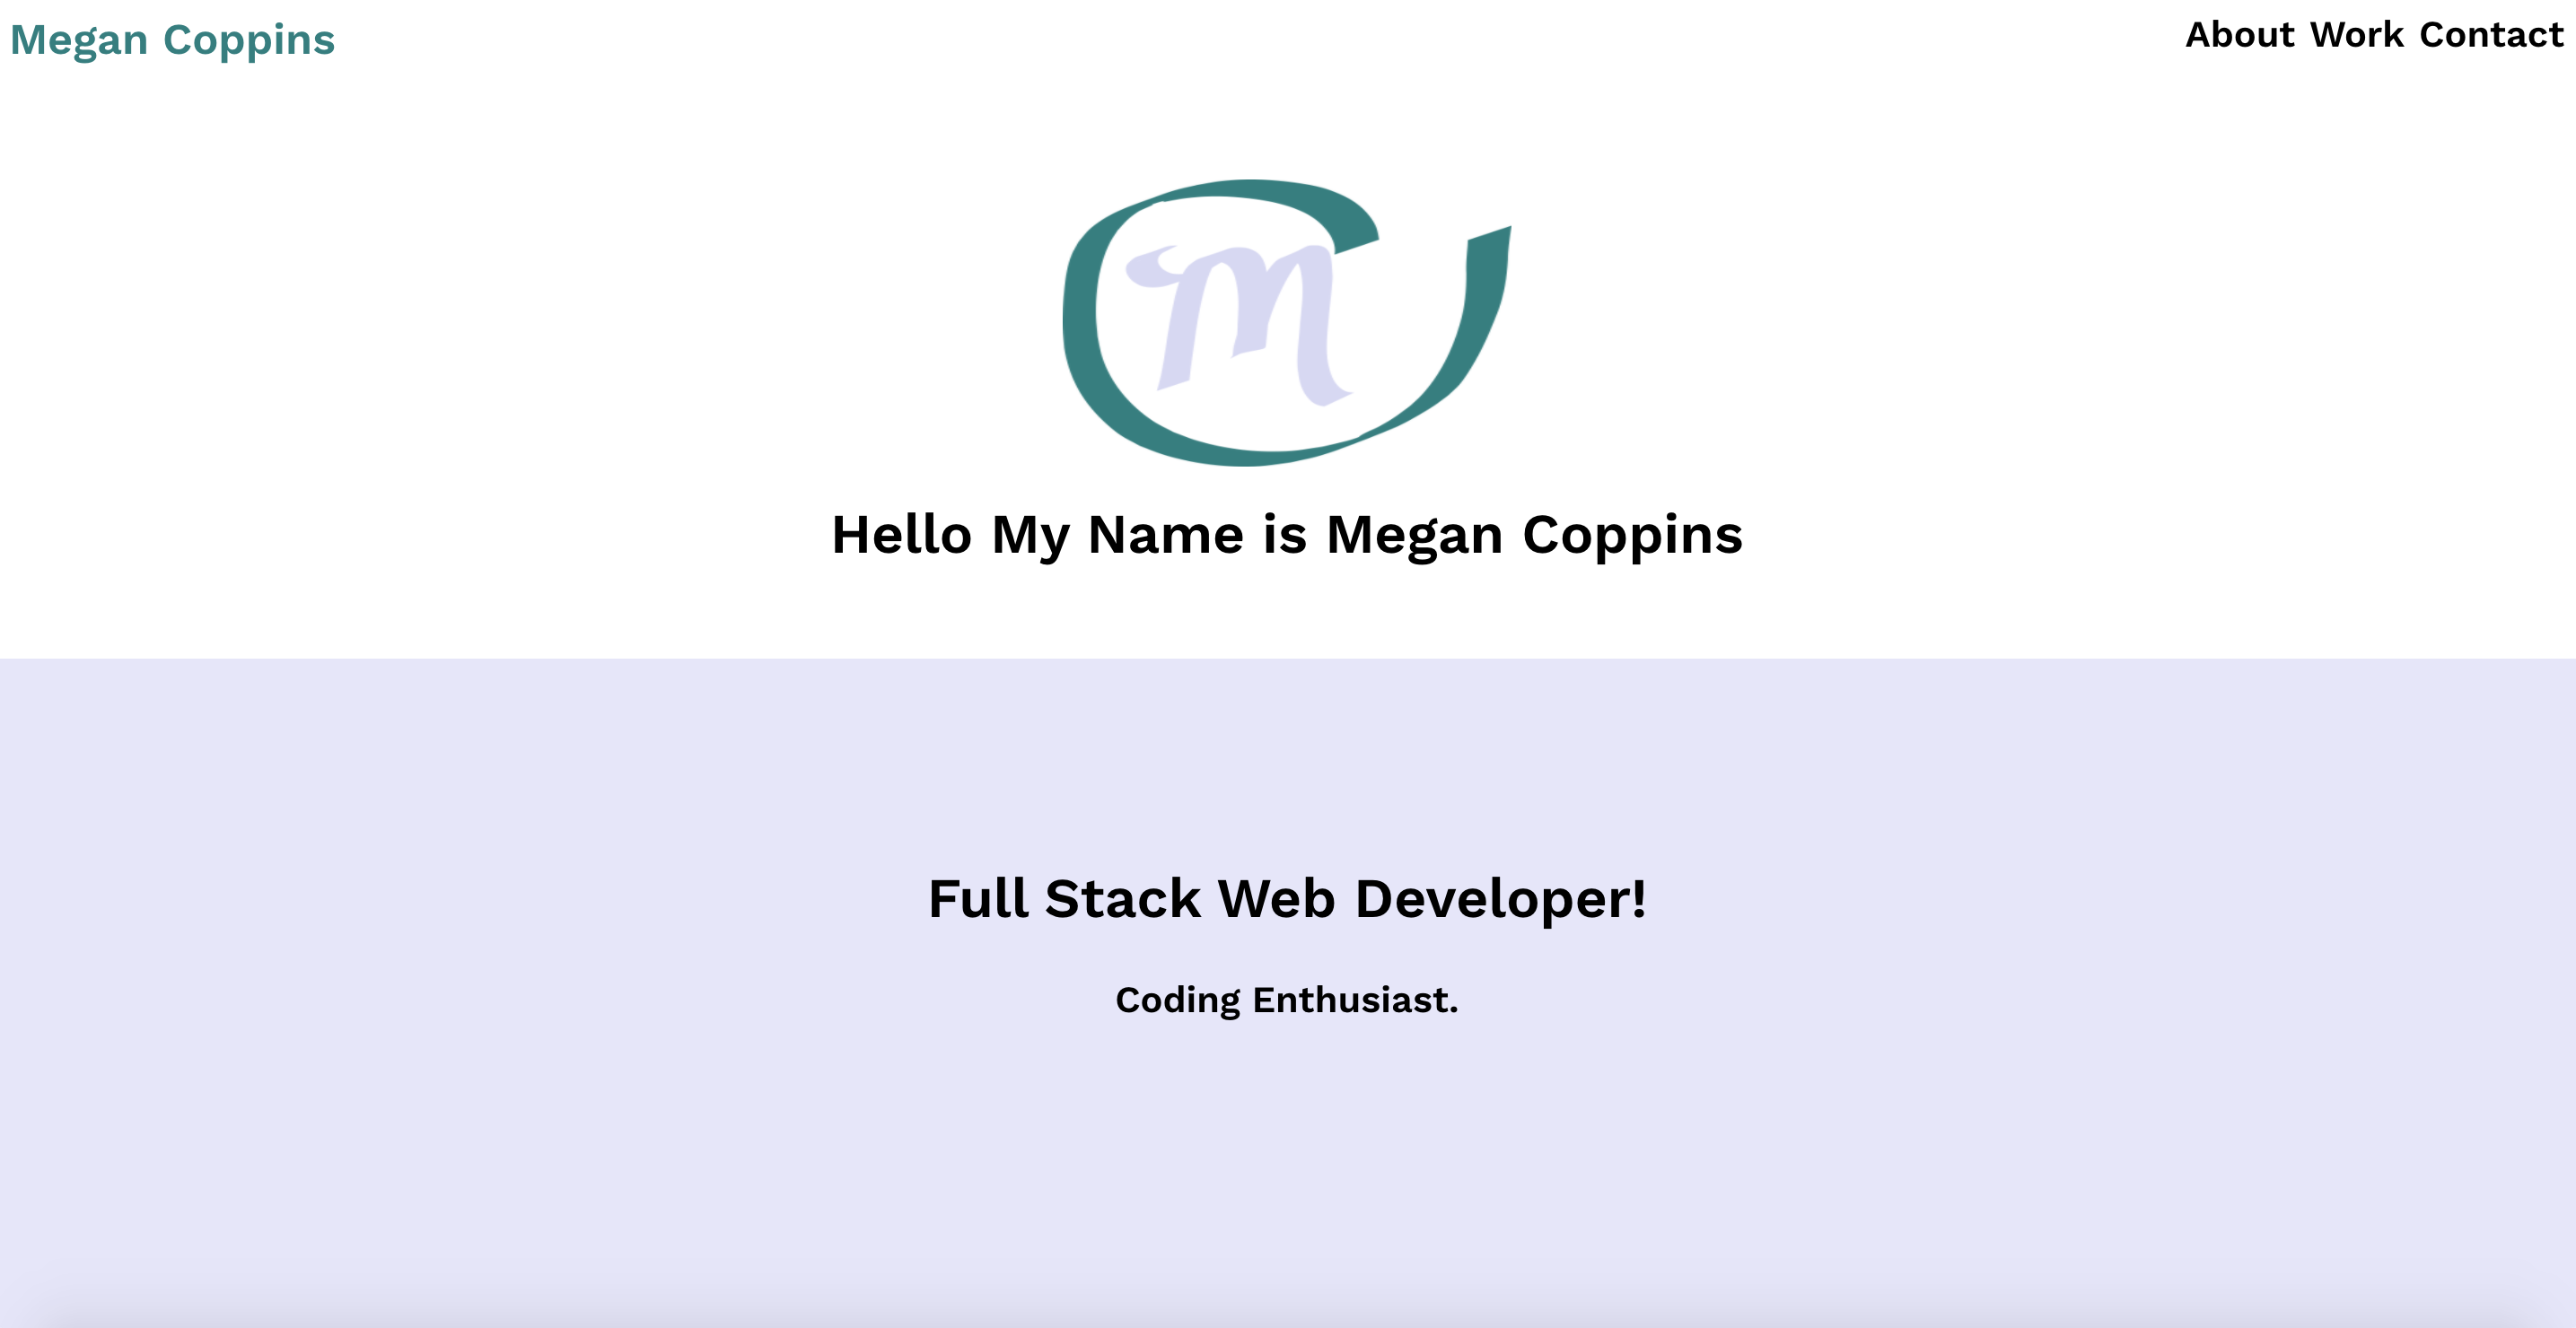 Megan Coppins
About Work Contact
m
Hello My Name is Megan Coppins
Full Stack Web Developer!
Coding Enthusiast.